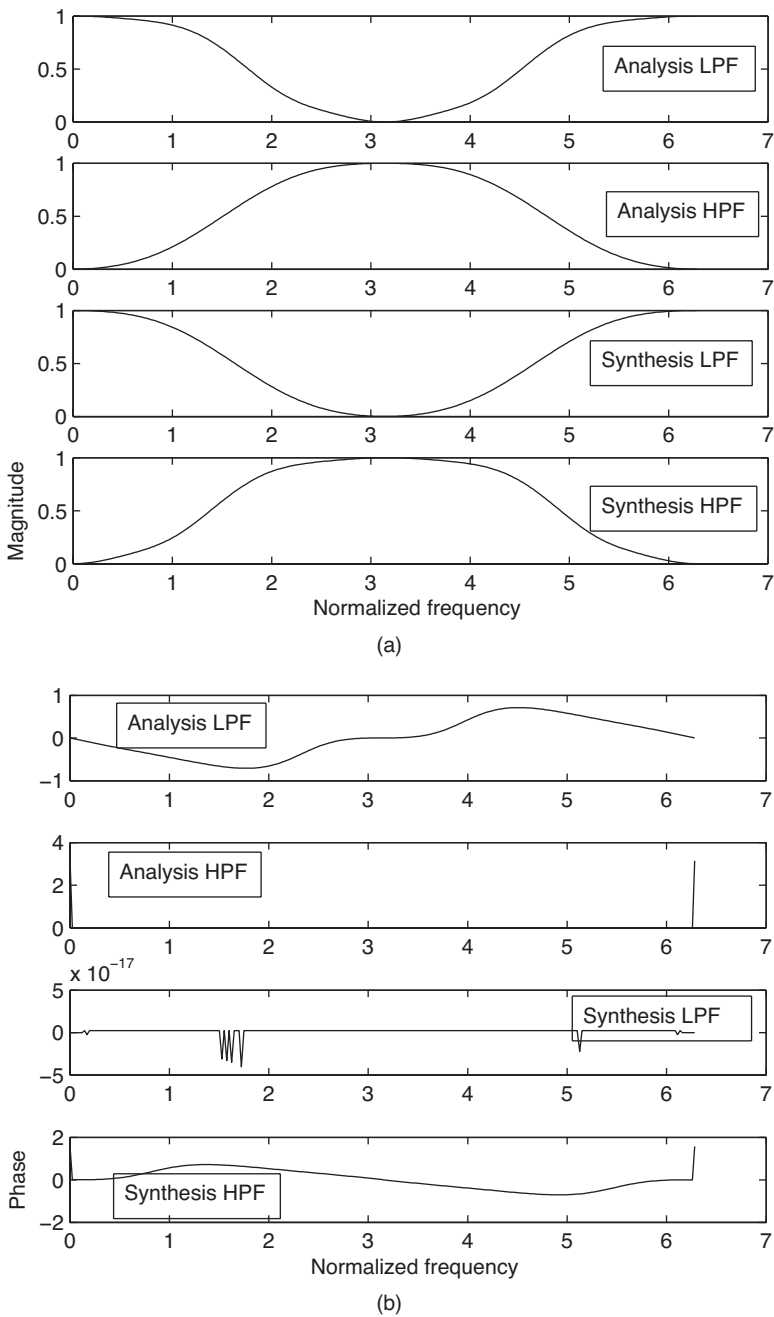 1
0.5
0
Analysis LPF
0 1 2 3 4 5 6 7
1
0.5
0
Analysis HPF
0 1 2 3 4 5 6 7
1
0.5
0
Synthesis LPF
0 1 2 3 4 5 6 7
1
0.5
0
Synthesis HPF
0 1 2 3 4 5 6 7
Magnitude
Normalized frequency
(a)
1
0
−1
Analysis LPF
0 1 2 3 4 5 6 7
4
2
0
Analysis HPF
0 1 2 3 4 5 6 7
x 10−17
5
0
−5
Synthesis LPF
0 1 2 3 4 5 6 7
2
0
−2
Synthesis HPF
0 1 2 3 4 5 6 7
Phase
Normalized frequency
(b)